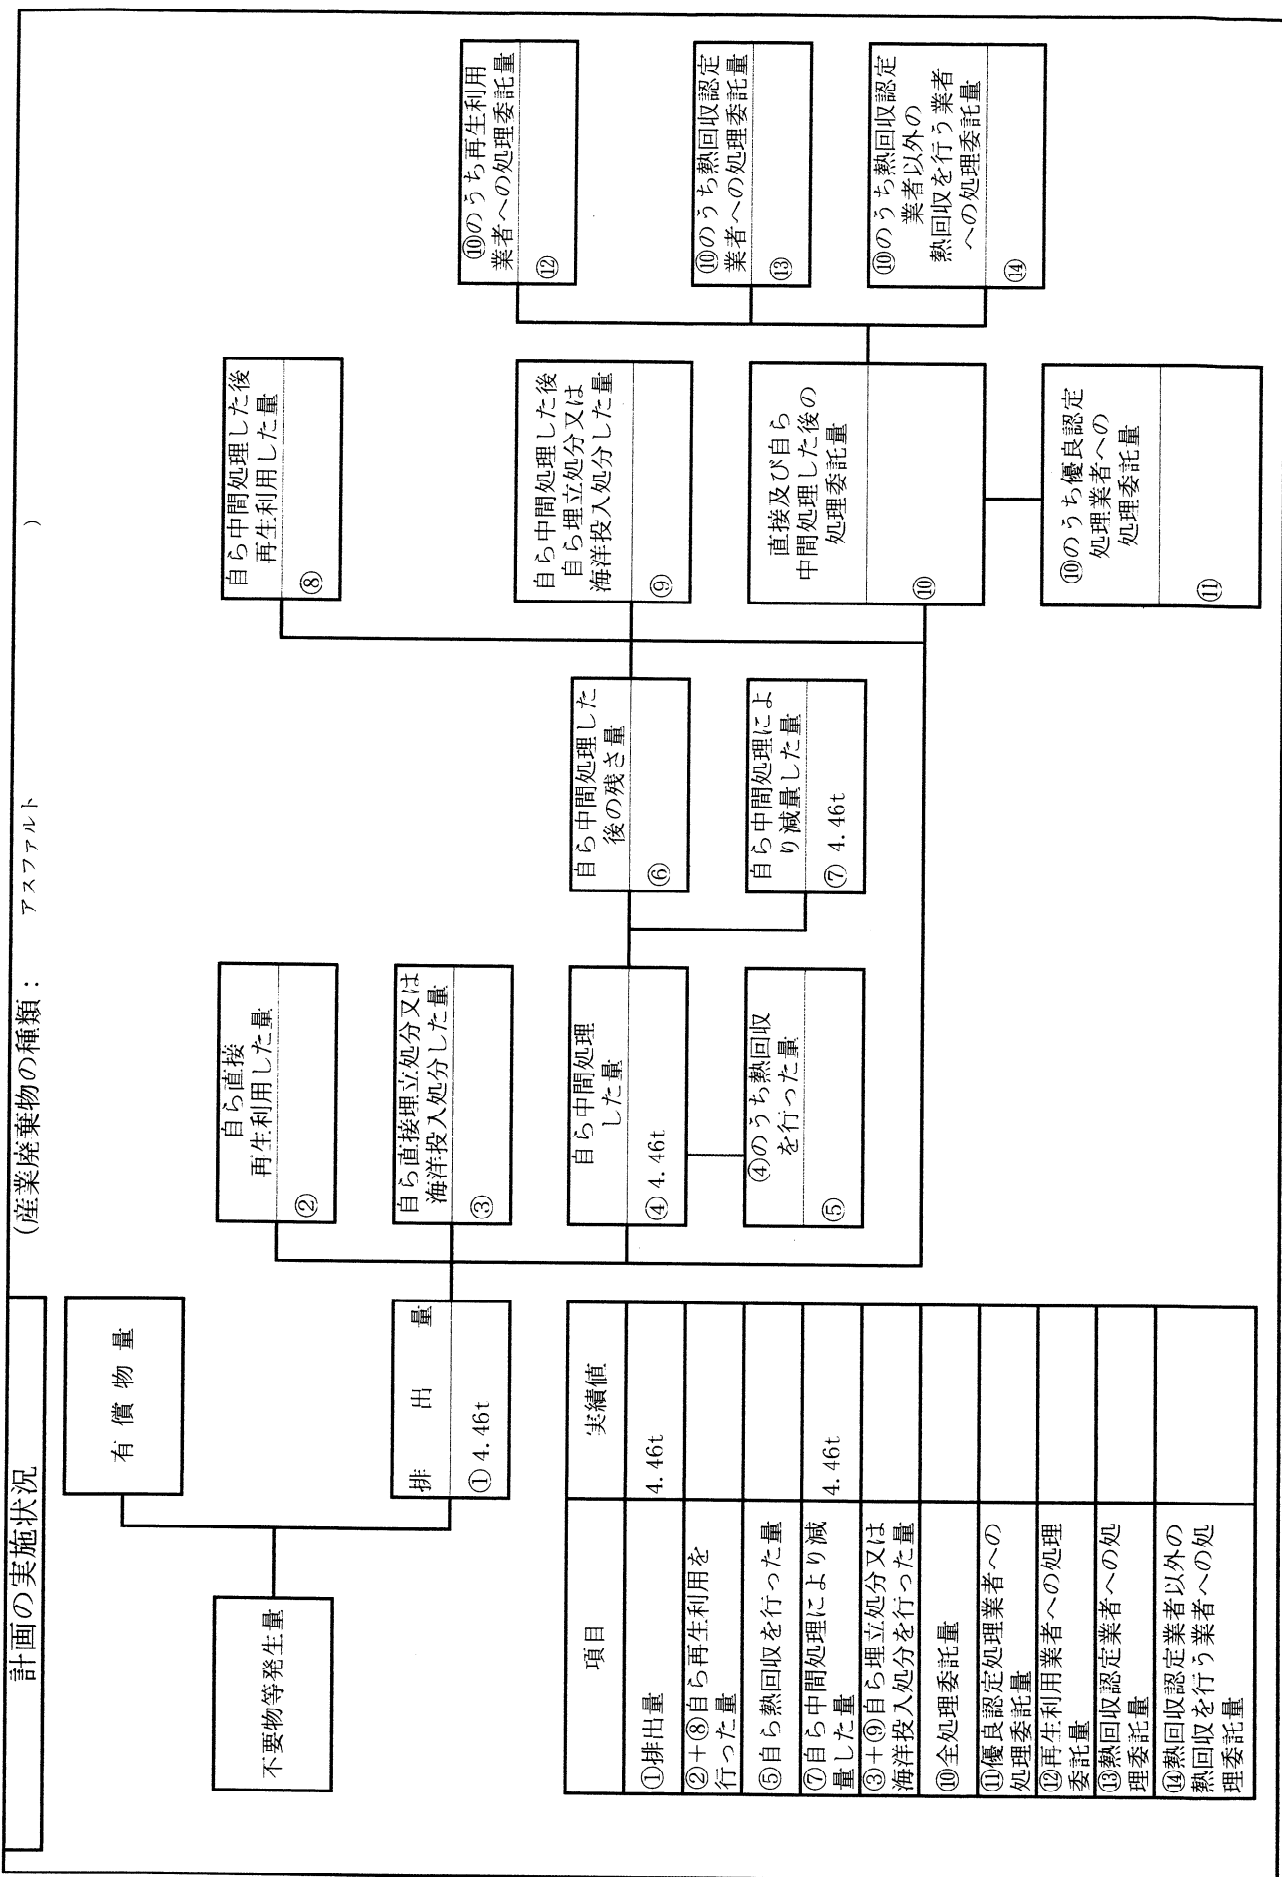 計画の実施状況
(産業廃棄物の種類： アスファルト )
不要物等発生量
有償物量
排出量
① 4.46t
自ら直接
再生利用した量
②
自ら直接埋立処分又は
海洋投入処分した量
③
自ら中間処理
した量
④ 4.46t
④のうち熱回収
を行った量
⑤
自ら中間処理した
後の残さ量
⑥
自ら中間処理によ
り減量した量
⑦ 4.46t
自ら中間処理した後
再生利用した量
⑧
自ら中間処理した後
自ら埋立処分又は
海洋投入処分した量
⑨
直接及び自ら
中間処理した後の
処理委託量
⑩
⑩のうち優良認定
処理業者への
処理委託量
⑪
⑩のうち再生利用
業者への処理委託量
⑫
⑩のうち熱回収認定
業者への処理委託量
⑬
⑩のうち熱回収認定
業者以外の
熱回収を行う業者
への処理委託量
⑭
項目 実績値
①排出量 4.46t
②+⑧自ら再生利用を
行った量
⑤自ら熱回収を行った量
⑦自ら中間処理により減
量した量 4.46t
③+⑨自ら埋立処分又は
海洋投入処分を行った量
⑩全処理委託量
⑪優良認定処理業者への
処理委託量
⑫再生利用業者への処理
委託量
⑬熱回収認定業者への処
理委託量
⑭熱回収認定業者以外の
熱回収を行う業者への処
理委託量